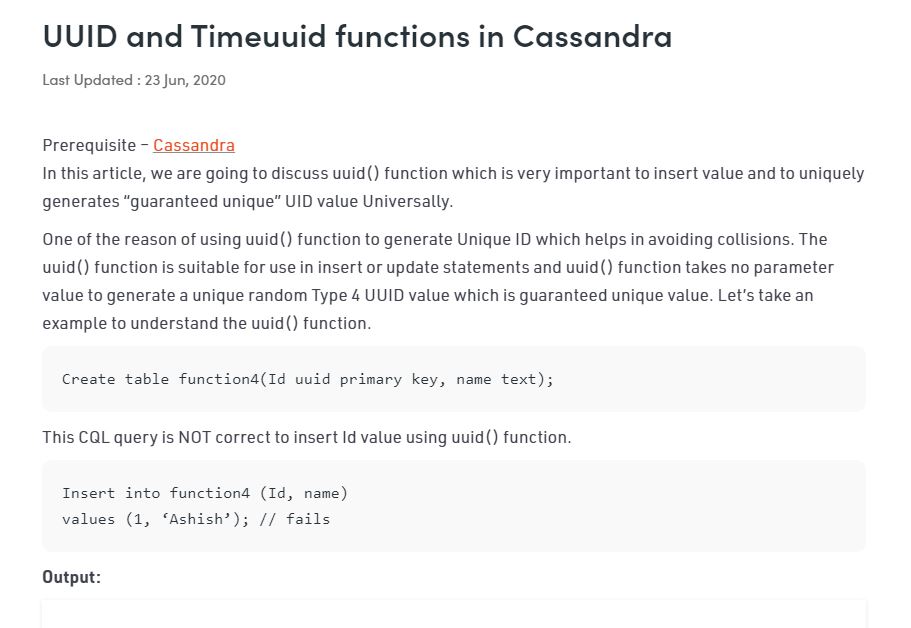 UUID and Timeuuid functions in Cassandra
Last Updated : 23 Jun, 2020
Prerequisite – Cassandra
In this article, we are going to discuss uuid() function which is very important to insert value and to uniquely
generates “guaranteed unique” UID value Universally.
One of the reason of using uuid() function to generate Unique ID which helps in avoiding collisions. The
uuid() function is suitable for use in insert or update statements and uuid() function takes no parameter
value to generate a unique random Type 4 UUID value which is guaranteed unique value. Let’s take an
example to understand the uuid() function.
Create table function4(Id uuid primary key, name text);
This CQL query is NOT correct to insert Id value using uuid() function.
Insert into function4 (Id, name)
values (1, ‘Ashish’); // fails
Output: